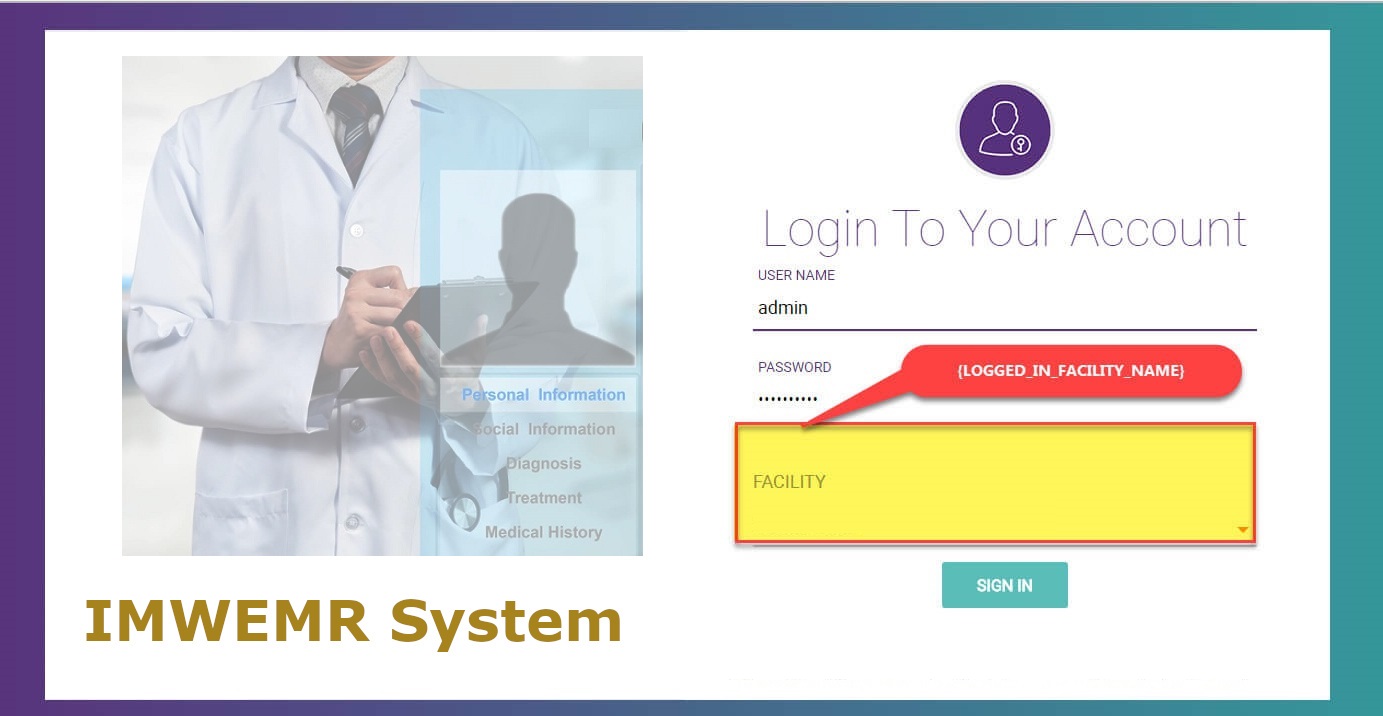 Personal Information
Social Information
Diagnosis
Treatment
Medical History
IMWEMR System
Login To Your Account
USER NAME
admin
PASSWORD
••••••••••
{LOGGED_IN_FACILITY_NAME}
FACILITY
SIGN IN